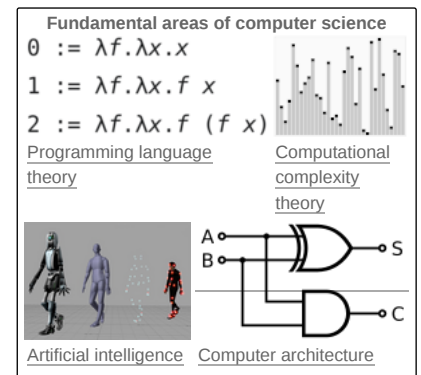 Fundamental areas of computer science
0 := λf.λx.x
1 := λf.λx.f x
2 := λf.λx.f (f x)
Programming language
theory
Computational
complexity
theory
A
B
S
C
Artificial intelligence
Computer architecture